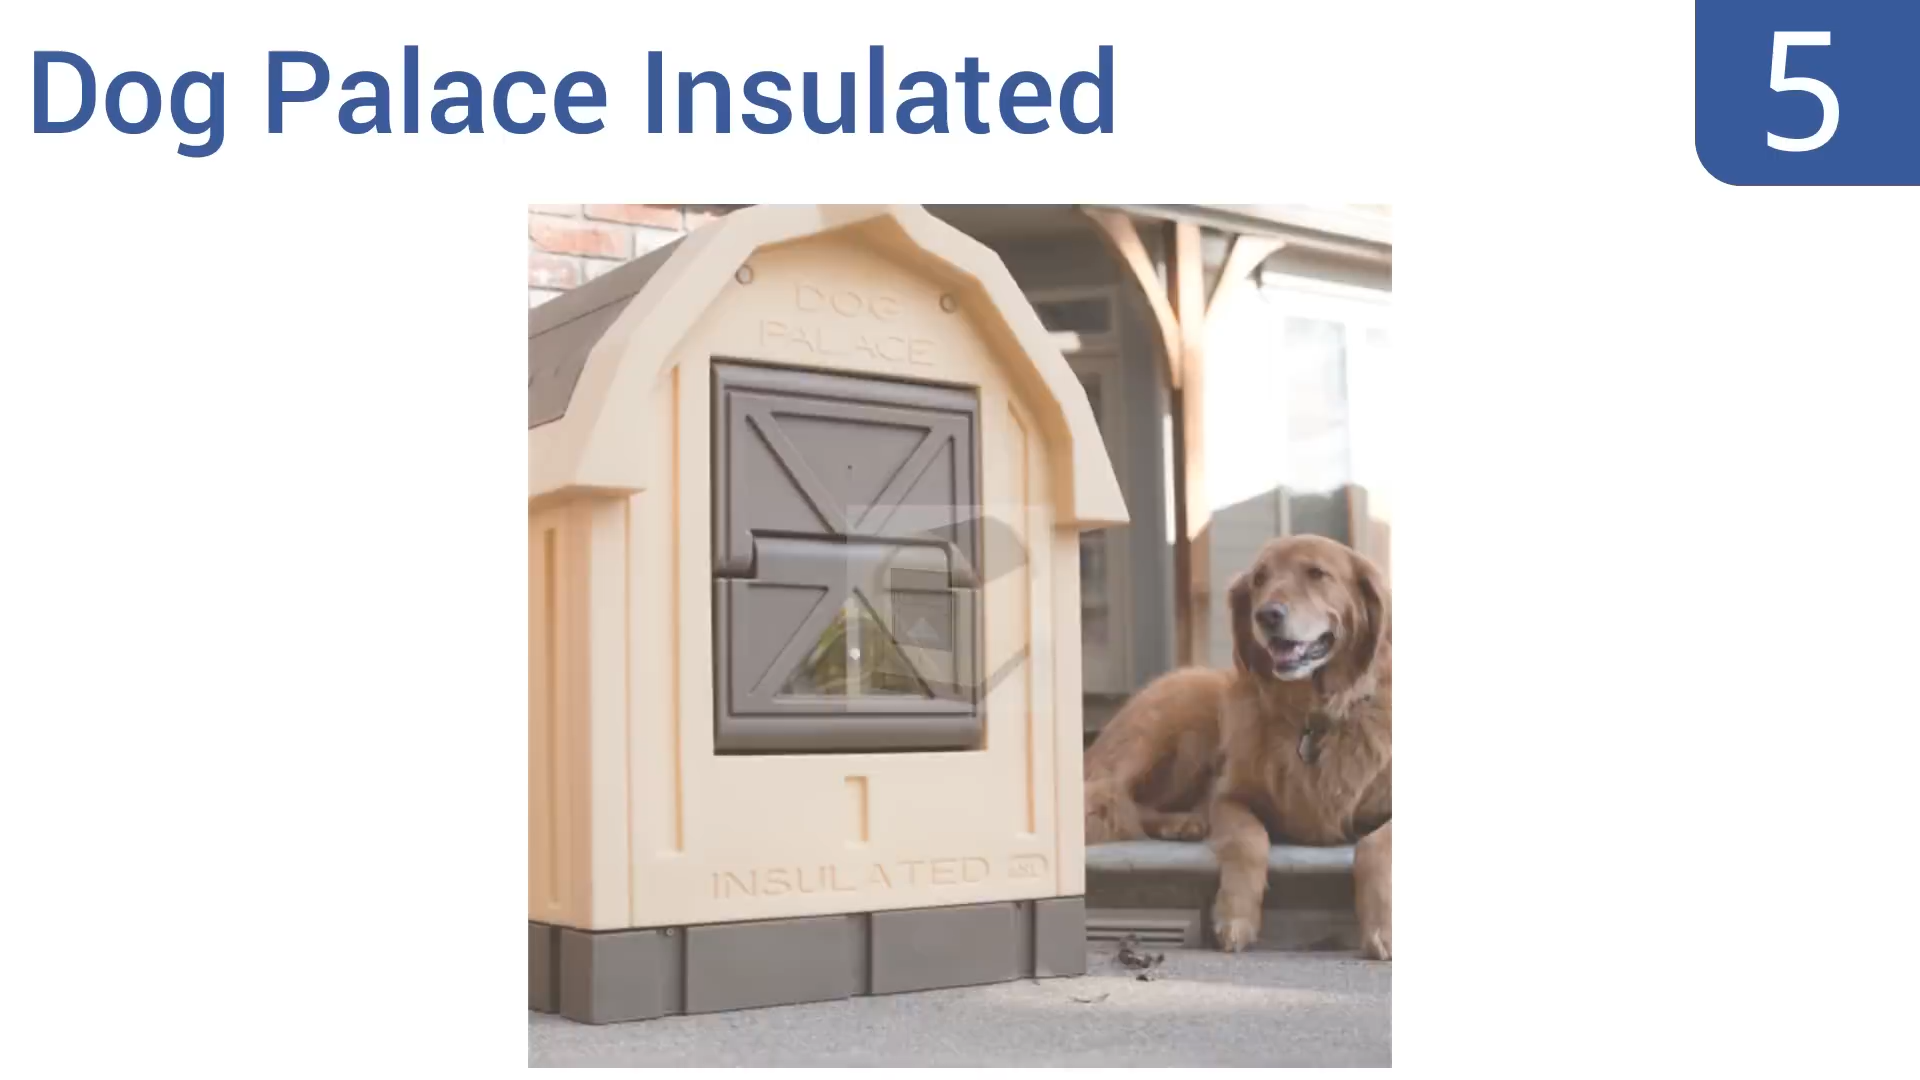 Dog Palace Insulated
5
DOG
PALACE
INSULATED